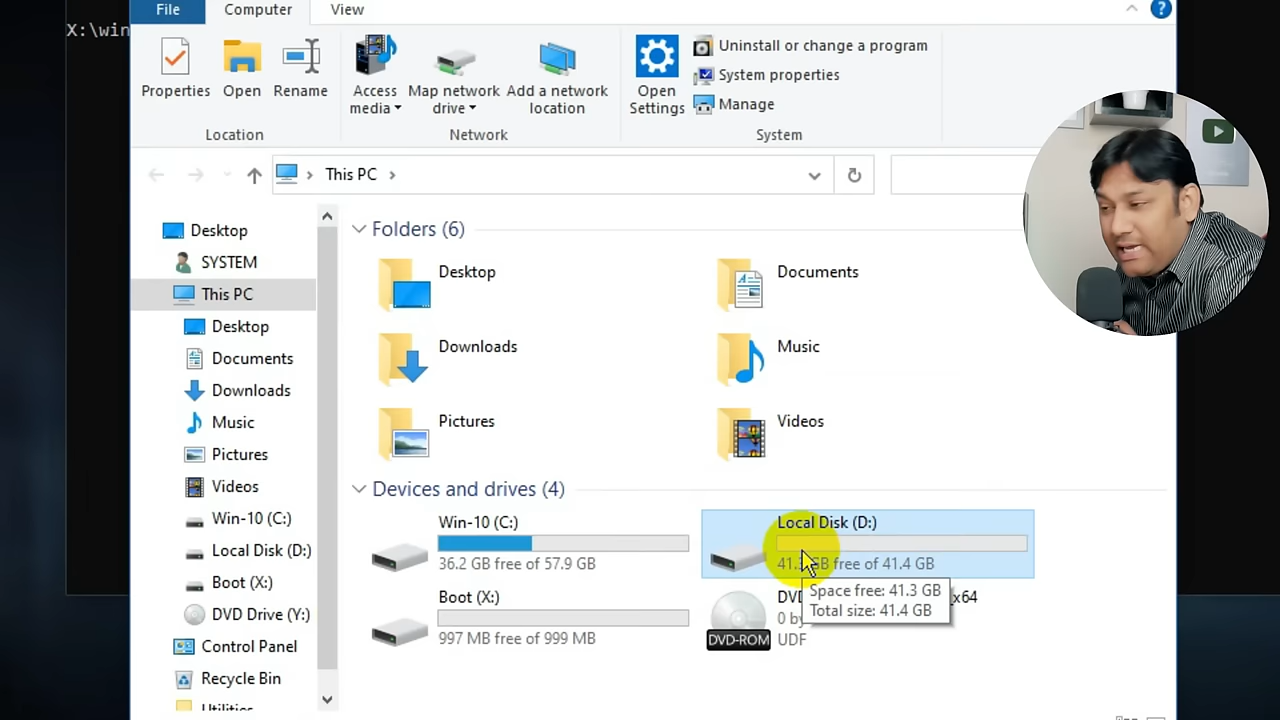 File
Computer
View
X:\win
Properties
Open
Rename
Access media
Map network drive
Add a network location
Open Settings
Uninstall or change a program
System properties
Manage
Location
Network
System
This PC
Desktop
SYSTEM
This PC
Desktop
Documents
Downloads
Music
Pictures
Videos
Win-10 (C:)
Local Disk (D:)
Boot (X:)
DVD Drive (Y:)
Control Panel
Recycle Bin
Utilities
Folders (6)
Desktop
Documents
Downloads
Music
Pictures
Videos
Devices and drives (4)
Win-10 (C:)
36.2 GB free of 57.9 GB
Local Disk (D:)
41.3 GB free of 41.4 GB
Space free: 41.3 GB
Total size: 41.4 GB
Boot (X:)
997 MB free of 999 MB
DVD-ROM
UDF